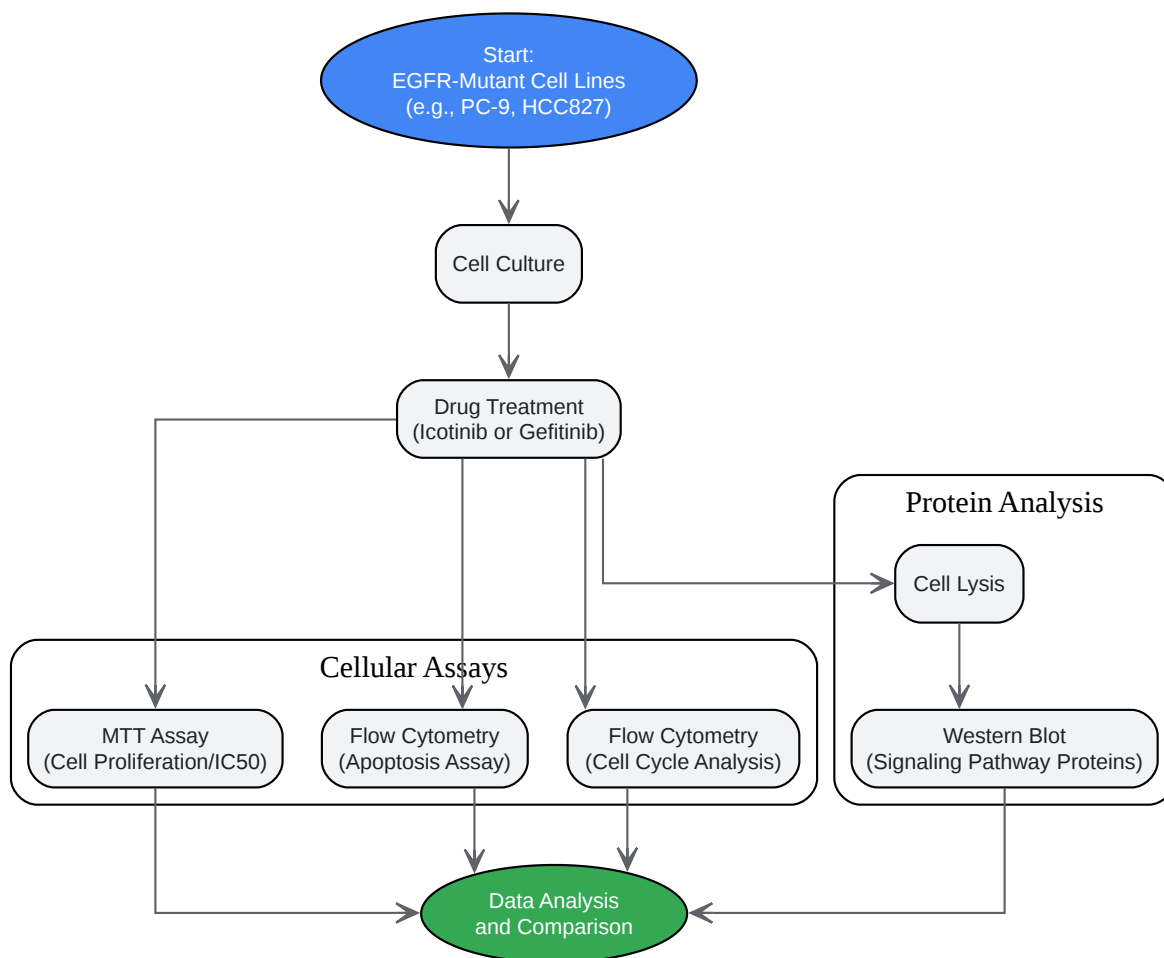 Start:
EGFR-Mutant Cell Lines
(e.g., PC-9, HCC827)
Cell Culture
Drug Treatment
(Icotinib or Gefitinib)
Protein Analysis
Cell Lysis
Cellular Assays
MTT Assay
(Cell Proliferation/IC50)
Flow Cytometry
(Apoptosis Assay)
Flow Cytometry
(Cell Cycle Analysis)
Western Blot
(Signaling Pathway Proteins)
Data Analysis
and Comparison